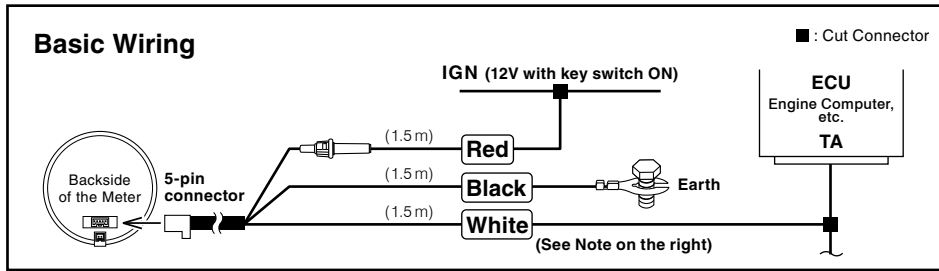 Basic Wiring
■ : Cut Connector
IGN (12V with key switch ON)
ECU
Engine Computer,
etc.
TA
(1.5 m)
Red
Backside
of the Meter
5-pin
connector
(1.5 m)
Black
Earth
(1.5 m)
White
(See Note on the right)